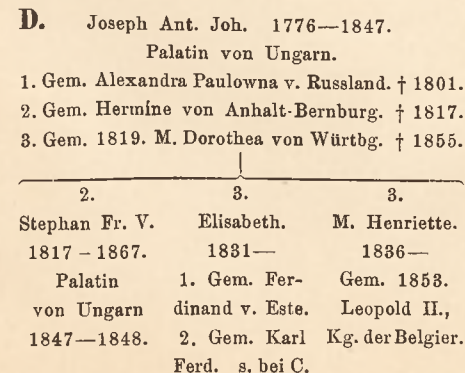 D. Joseph Ant. Joh. 1776—1847.
Palatin von Ungarn.
1. Gem. Alexandra Paulowna v. Russland. † 1801.
2. Gem. Hermine von Anhalt-Bernburg. † 1817.
3. Gem. 1819. M. Dorothea von Würtbg. † 1855.
2.
Stephan Fr. V.
1817–1867.
Palatin
von Ungarn
1847—1848.
3.
Elisabeth.
1831—
1. Gem. Fer-
dinand v. Este.
2. Gem. Karl
Ferd. s. bei C.
3.
M. Henriette.
1836—
Gem. 1853.
Leopold II.,
Kg. der Belgier.